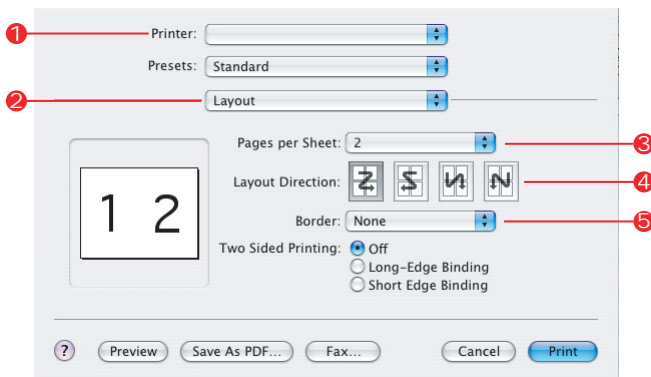 1 Printer:
Presets: Standard
2 Layout
Pages per Sheet: 2 3
Layout Direction: 4
Border: None 5
1 2
Two Sided Printing: Off
Long-Edge Binding
Short Edge Binding
? Preview Save As PDF... Fax... Cancel Print